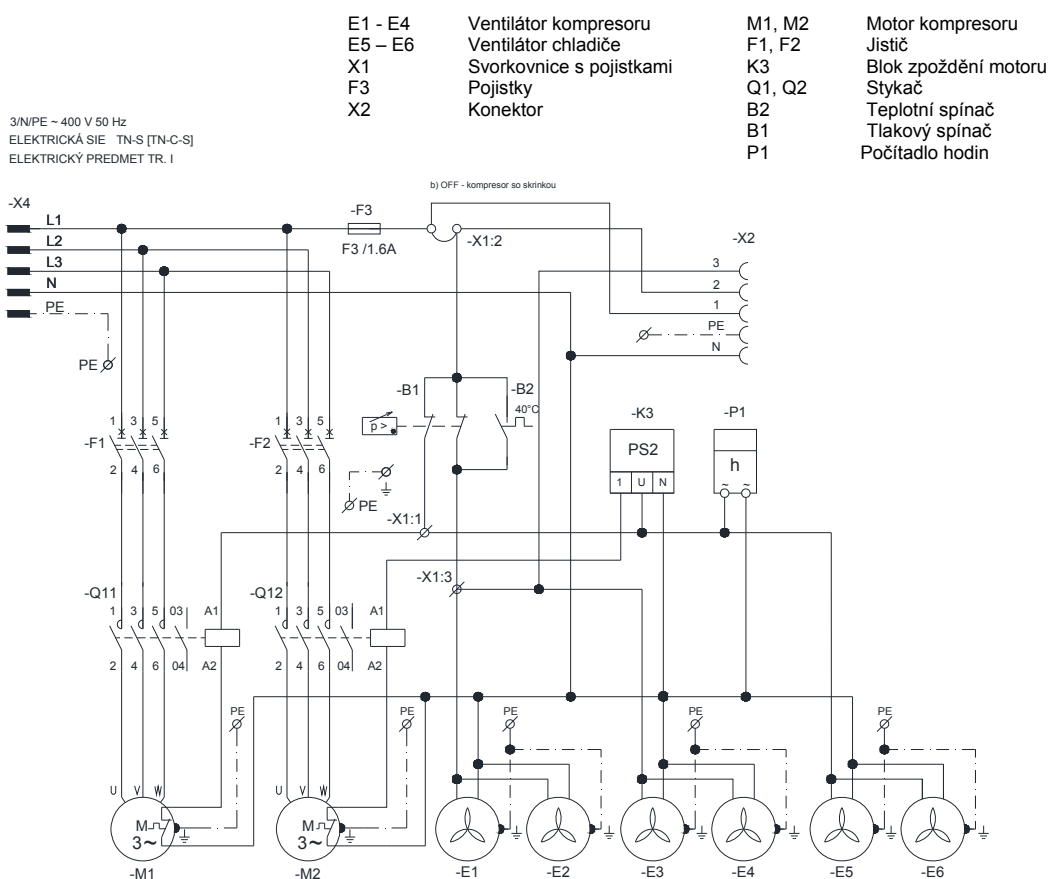 E1 - E4 Ventilátor kompresoru M1, M2 Motor kompresoru
E5 – E6 Ventilátor chladiče F1, F2 Jistič
X1 Svorkovnice s pojistkami K3 Blok zpoždění motoru
F3 Pojistky Q1, Q2 Stykač
X2 Konektor B2 Teplotní spínač
B1 Tlakový spínač
P1 Počítadlo hodin
3/N/PE ~ 400 V 50 Hz
ELEKTRICKÁ SIE TN-S [TN-C-S]
ELEKTRICKÝ PREDMET TR. I
b) OFF - kompresor so skrinkou
-X4
L1
L2
L3
N
PE
PE
-F3
F3 /1.6A
-X1:2
-X2
3
2
1
PE
N
-B1
-B2
40°C
p >
-K3
PS2
1 U N
-P1
h
~ ~
-F1
1 3 5
2 4 6
-F2
1 3 5
2 4 6
PE
-X1:1
-X1:3
-Q11
1 3 5 03 A1
2 4 6 04 A2
-Q12
1 3 5 03 A1
2 4 6 04 A2
PE PE PE PE PE
U V W
U V W
M
3~
M
3~
-M1 -M2 -E1 -E2 -E3 -E4 -E5 -E6